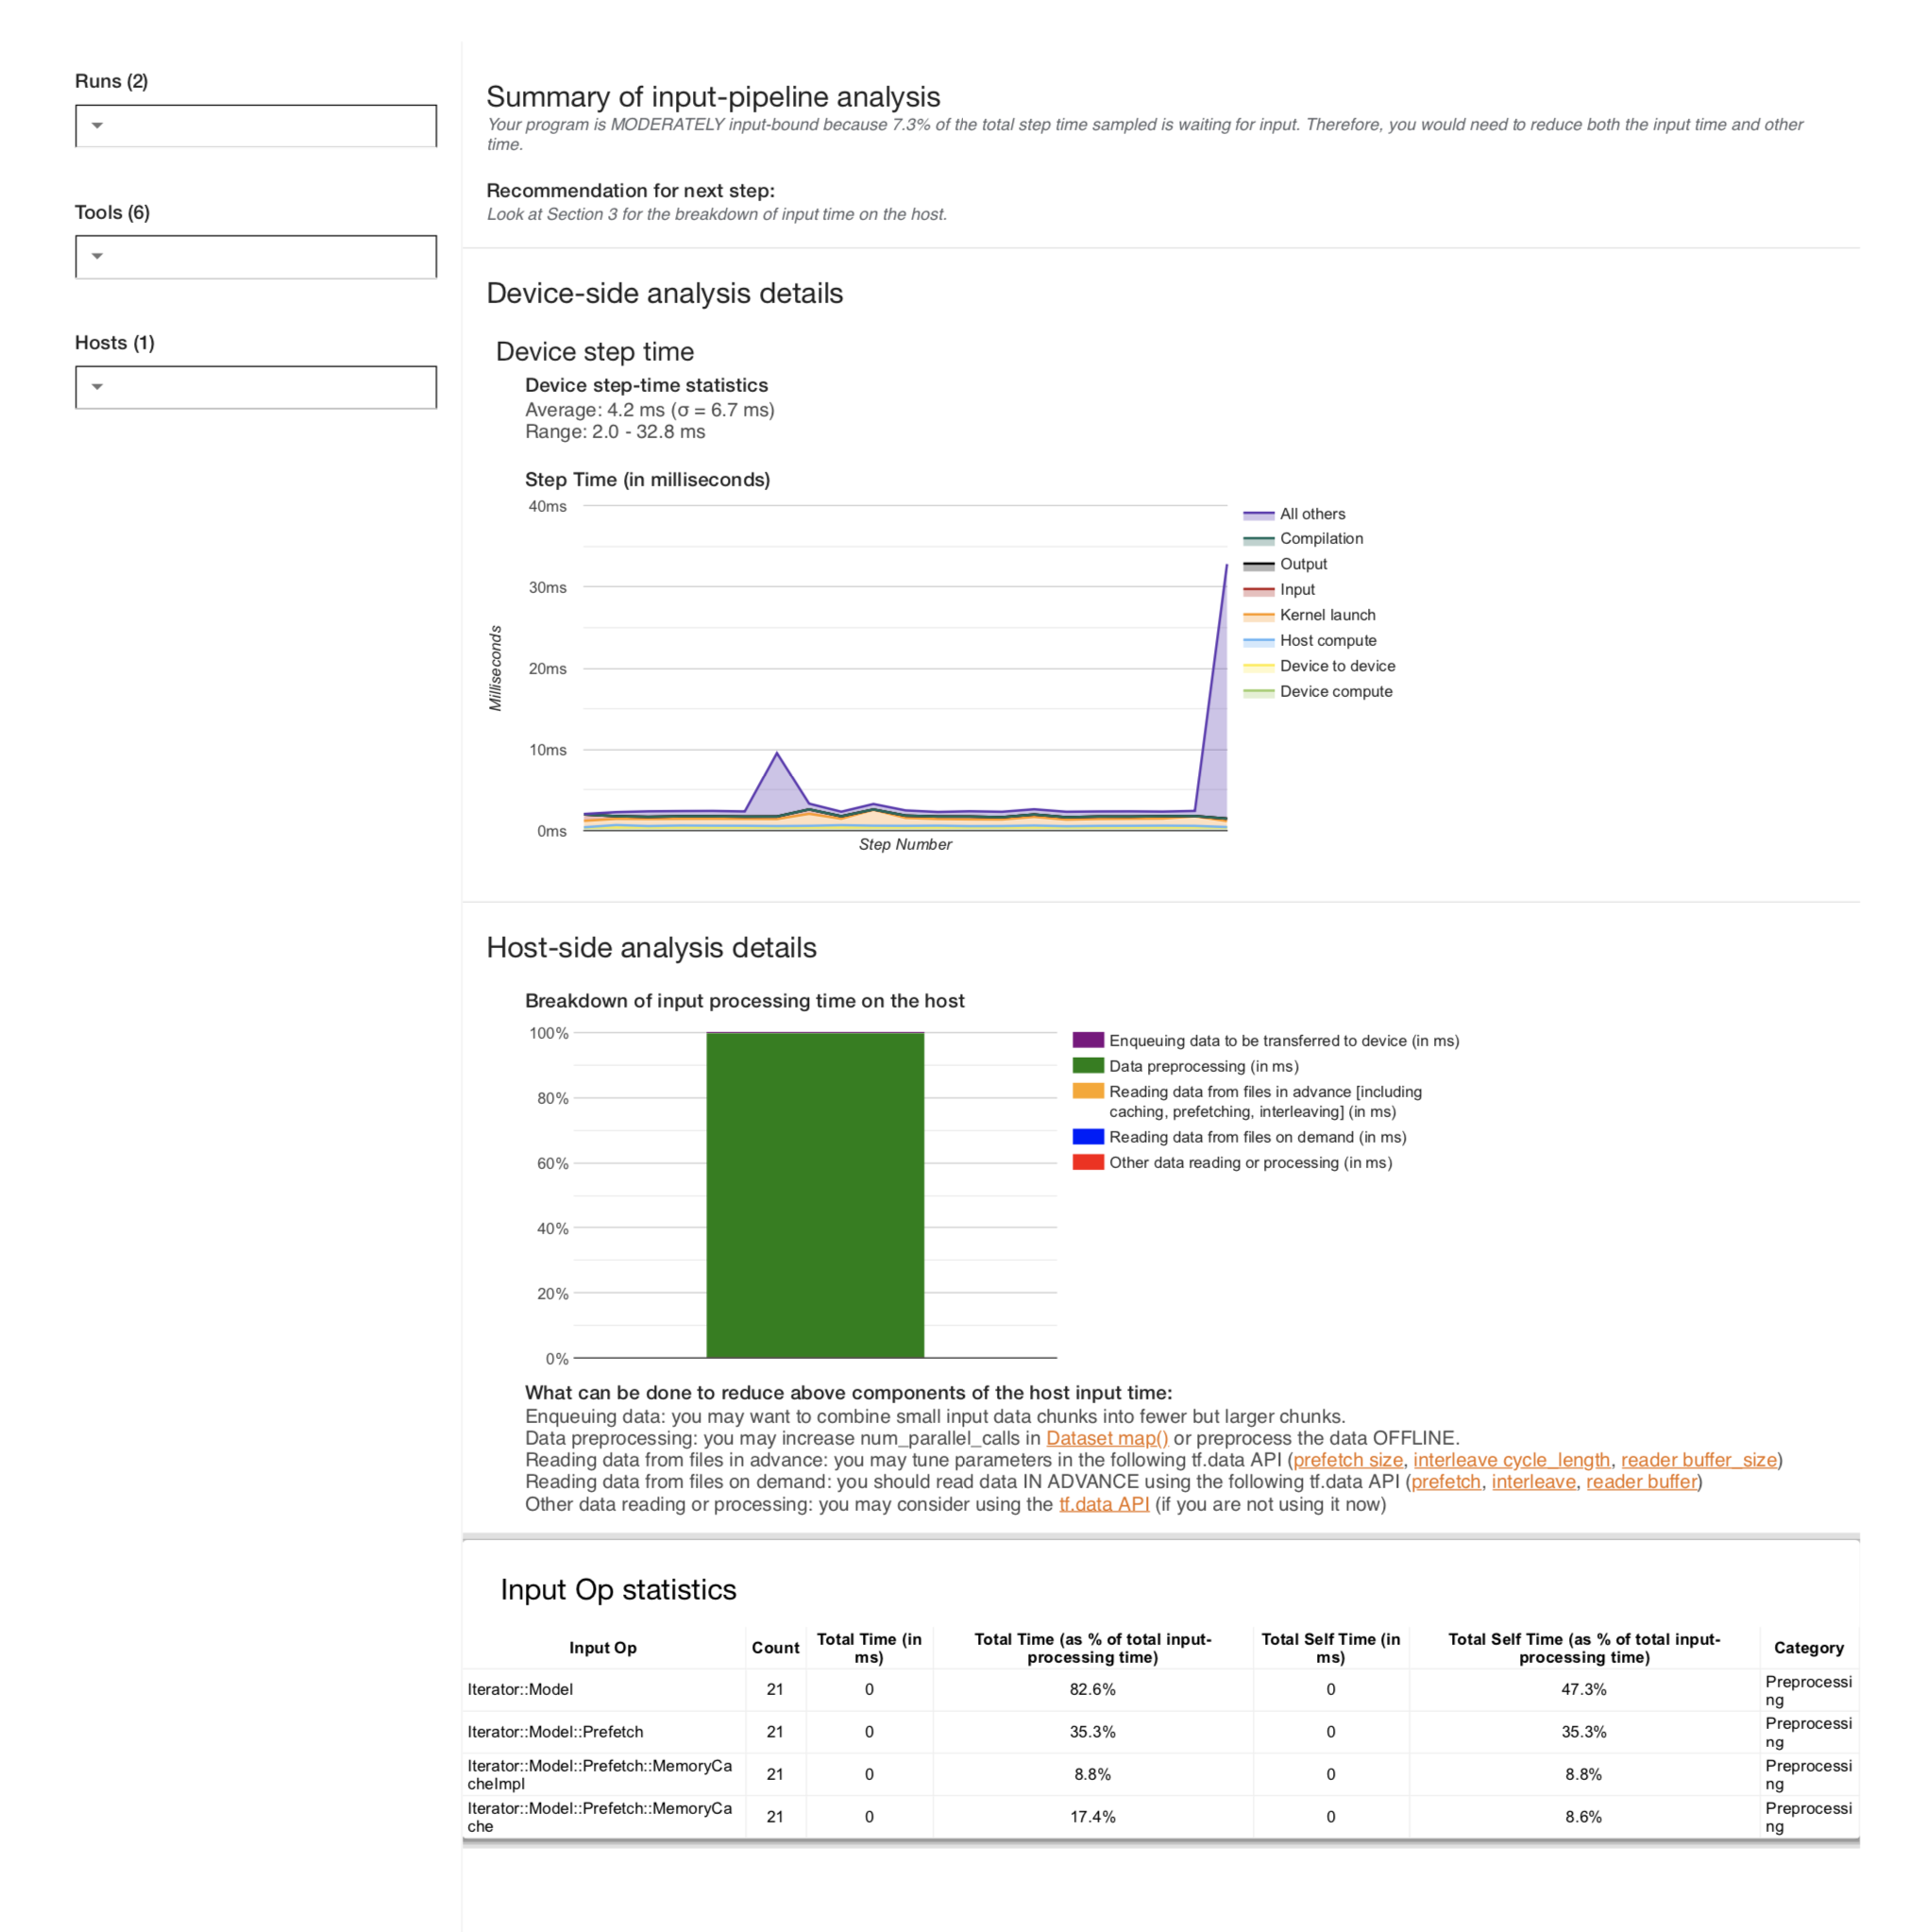 Runs (2)
Tools (6)
Hosts (1)
Summary of input-pipeline analysis
Your program is MODERATELY input-bound because 7.3% of the total step time sampled is waiting for input. Therefore, you would need to reduce both the input time and other
time.
Recommendation for next step:
Look at Section 3 for the breakdown of input time on the host.
Device-side analysis details
Device step time
Device step-time statistics
Average: 4.2 ms (σ = 6.7 ms)
Range: 2.0 - 32.8 ms
Step Time (in milliseconds)
40ms
30ms
20ms
10ms
0ms
Milliseconds
Step Number
All others
Compilation
Output
Input
Kernel launch
Host compute
Device to device
Device compute
Host-side analysis details
Breakdown of input processing time on the host
100%
80%
60%
40%
20%
0%
Enqueuing data to be transferred to device (in ms)
Data preprocessing (in ms)
Reading data from files in advance [including
caching, prefetching, interleaving] (in ms)
Reading data from files on demand (in ms)
Other data reading or processing (in ms)
What can be done to reduce above components of the host input time:
Enqueuing data: you may want to combine small input data chunks into fewer but larger chunks.
Data preprocessing: you may increase num_parallel_calls in Dataset map() or preprocess the data OFFLINE.
Reading data from files in advance: you may tune parameters in the following tf.data API (prefetch size, interleave cycle_length, reader buffer_size)
Reading data from files on demand: you should read data IN ADVANCE using the following tf.data API (prefetch, interleave, reader buffer)
Other data reading or processing: you may consider using the tf.data API (if you are not using it now)
Input Op statistics
Input Op Count Total Time (in ms) Total Time (as % of total input-processing time) Total Self Time (in ms) Total Self Time (as % of total input-processing time) Category
Iterator::Model 21 0 82.6% 0 47.3% Preprocessing
Iterator::Model::Prefetch 21 0 35.3% 0 35.3% Preprocessing
Iterator::Model::Prefetch::MemoryCacheImpl 21 0 8.8% 0 8.8% Preprocessing
Iterator::Model::Prefetch::MemoryCache 21 0 17.4% 0 8.6% Preprocessing